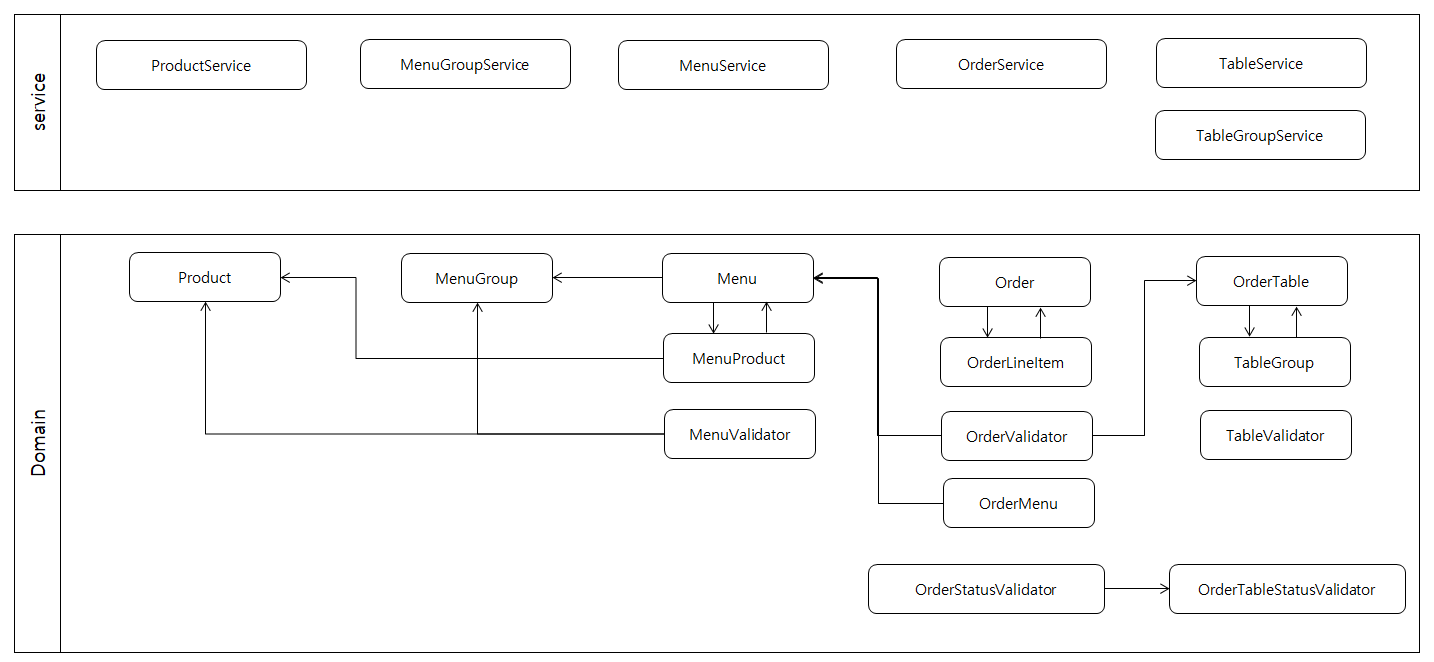 service
ProductService
MenuGroupService
MenuService
OrderService
TableService
TableGroupService
Domain
Product
MenuGroup
Menu
Order
OrderTable
MenuProduct
OrderLineItem
TableGroup
MenuValidator
OrderValidator
TableValidator
OrderMenu
OrderStatusValidator
OrderTableStatusValidator